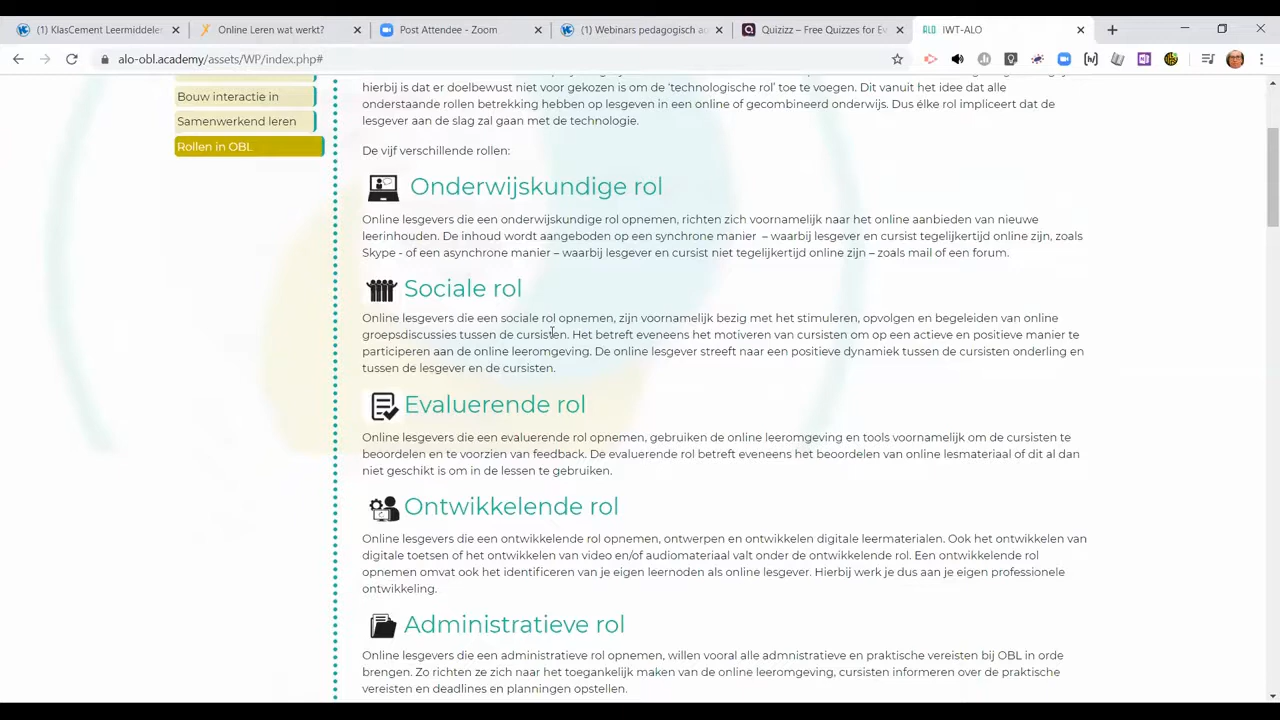 (1) KlasCement Leermiddele
Online Leren wat werkt?
Post Attendee - Zoom
(1) Webinars pedagogisch ac
Quizizz – Free Quizzes for Ev
IWT-ALO
alo-obl.academy/assets/WP/index.php#
Bouw interactie in
Samenwerkend leren
Rollen in OBL
hierbij is dat er doelbewust niet voor gekozen is om de 'technologische rol' toe te voegen. Dit vanuit het idee dat alle
onderstaande rollen betrekking hebben op lesgeven in een online of gecombineerd onderwijs. Dus élke rol impliceert dat de
lesgever aan de slag zal gaan met de technologie.
De vijf verschillende rollen:
Onderwijskundige rol
Online lesgevers die een onderwijskundige rol opnemen, richten zich voornamelijk naar het online aanbieden van nieuwe
leerinhouden. De inhoud wordt aangeboden op een synchrone manier – waarbij lesgever en cursist tegelijkertijd online zijn, zoals
Skype - of een asynchrone manier – waarbij lesgever en cursist niet tegelijkertijd online zijn – zoals mail of een forum.
Sociale rol
Online lesgevers die een sociale rol opnemen, zijn voornamelijk bezig met het stimuleren, opvolgen en begeleiden van online
groepsdiscussies tussen de cursisten. Het betreft eveneens het motiveren van cursisten om op een actieve en positieve manier te
participeren aan de online leeromgeving. De online lesgever streeft naar een positieve dynamiek tussen de cursisten onderling en
tussen de lesgever en de cursisten.
Evaluerende rol
Online lesgevers die een evaluerende rol opnemen, gebruiken de online leeromgeving en tools voornamelijk om de cursisten te
beoordelen en te voorzien van feedback. De evaluerende rol betreft eveneens het beoordelen van online lesmateriaal of dit al dan
niet geschikt is om in de lessen te gebruiken.
Ontwikkelende rol
Online lesgevers die een ontwikkelende rol opnemen, ontwerpen en ontwikkelen digitale leermaterialen. Ook het ontwikkelen van
digitale toetsen of het ontwikkelen van video en/of audiomateriaal valt onder de ontwikkelende rol. Een ontwikkelende rol
opnemen omvat ook het identificeren van je eigen leernoden als online lesgever. Hierbij werk je dus aan je eigen professionele
ontwikkeling.
Administratieve rol
Online lesgevers die een administratieve rol opnemen, willen vooral alle admnistratieve en praktische vereisten bij OBL in orde
brengen. Zo richten ze zich naar het toegankelijk maken van de online leeromgeving, cursisten informeren over de praktische
vereisten en deadlines en planningen opstellen.